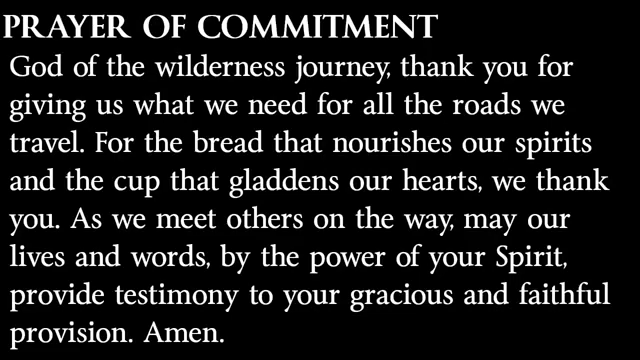 PRAYER OF COMMITMENT
God of the wilderness journey, thank you for
giving us what we need for all the roads we
travel. For the bread that nourishes our spirits
and the cup that gladdens our hearts, we thank
you. As we meet others on the way, may our
lives and words, by the power of your Spirit,
provide testimony to your gracious and faithful
provision. Amen.